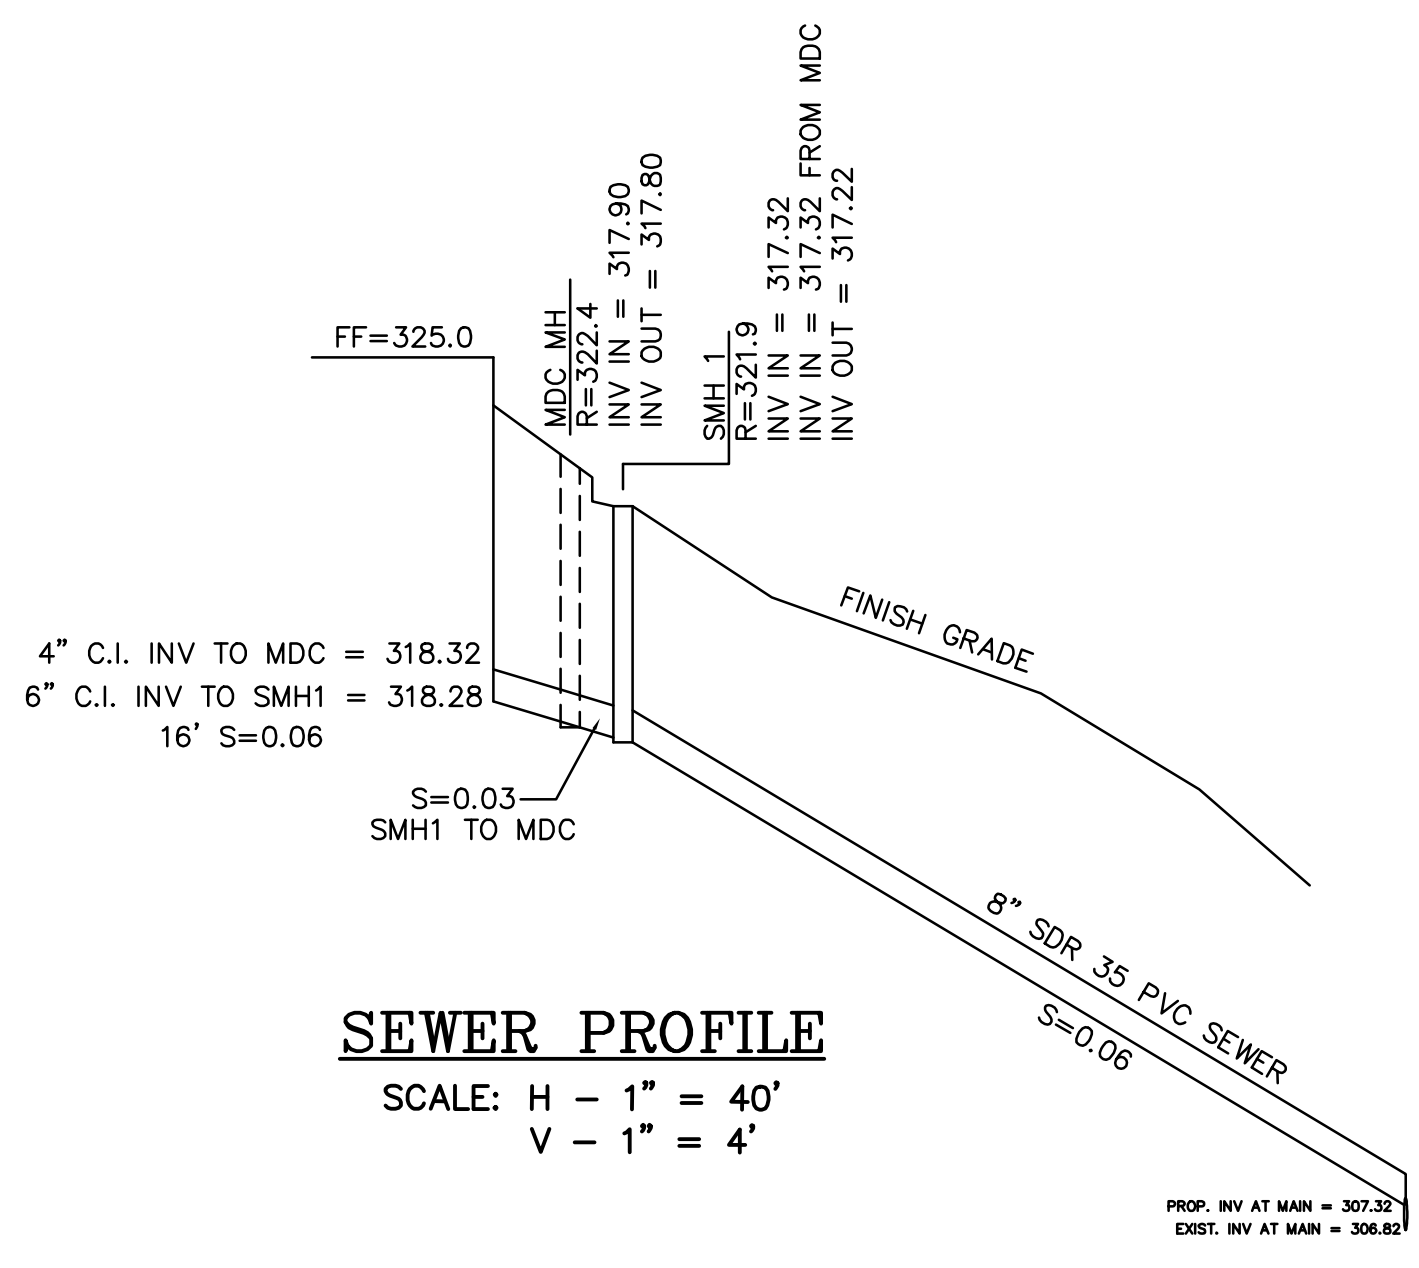 FF=325.0
MDC MH
R=322.4
INV IN = 317.90
INV OUT = 317.80
SMH 1
R=321.9
INV IN = 317.32
INV IN = 317.32 FROM MDC
INV OUT = 317.22
FINISH GRADE
4” C.I. INV TO MDC = 318.32
6” C.I. INV TO SMH1 = 318.28
16’ S=0.06
S=0.03
SMH1 TO MDC
8” SDR 35 PVC SEWER
S=0.06
SEWER PROFILE
SCALE: H – 1” = 40’
V – 1” = 4’
PROP. INV AT MAIN = 307.32
EXIST. INV AT MAIN = 306.82